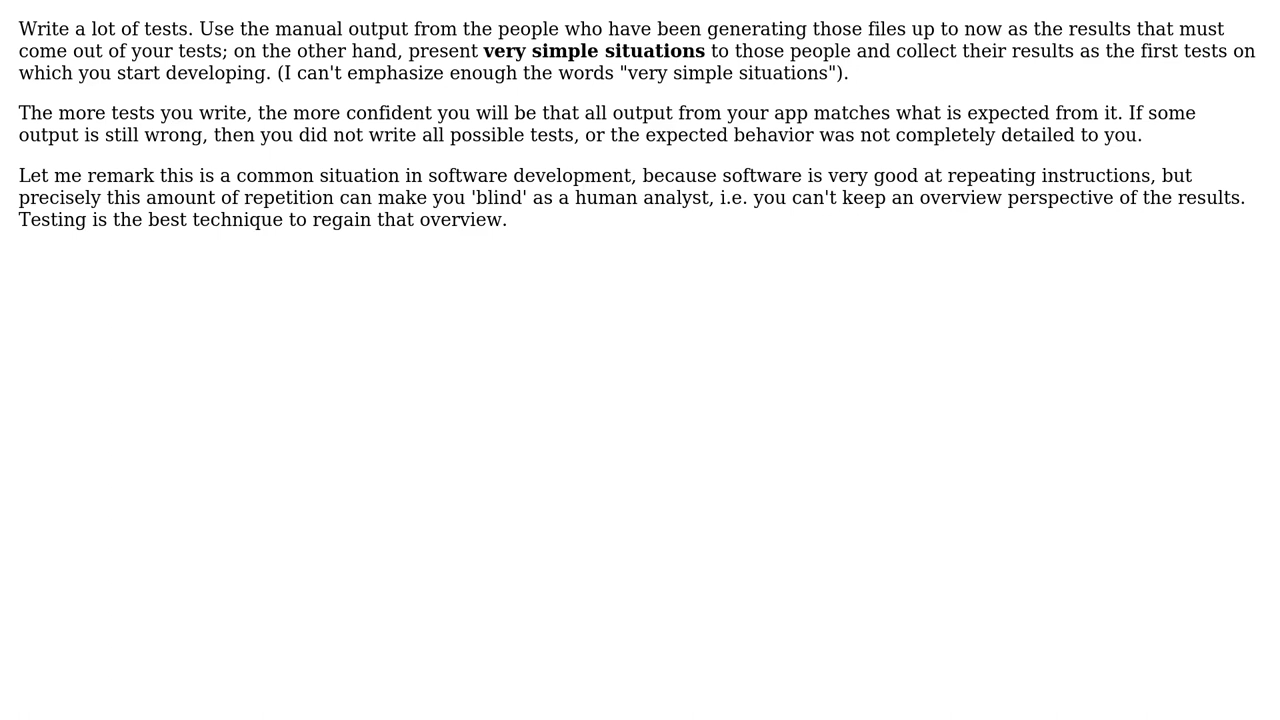 Write a lot of tests. Use the manual output from the people who have been generating those files up to now as the results that must
come out of your tests; on the other hand, present very simple situations to those people and collect their results as the first tests on
which you start developing. (I can't emphasize enough the words "very simple situations").
The more tests you write, the more confident you will be that all output from your app matches what is expected from it. If some
output is still wrong, then you did not write all possible tests, or the expected behavior was not completely detailed to you.
Let me remark this is a common situation in software development, because software is very good at repeating instructions, but
precisely this amount of repetition can make you 'blind' as a human analyst, i.e. you can't keep an overview perspective of the results.
Testing is the best technique to regain that overview.